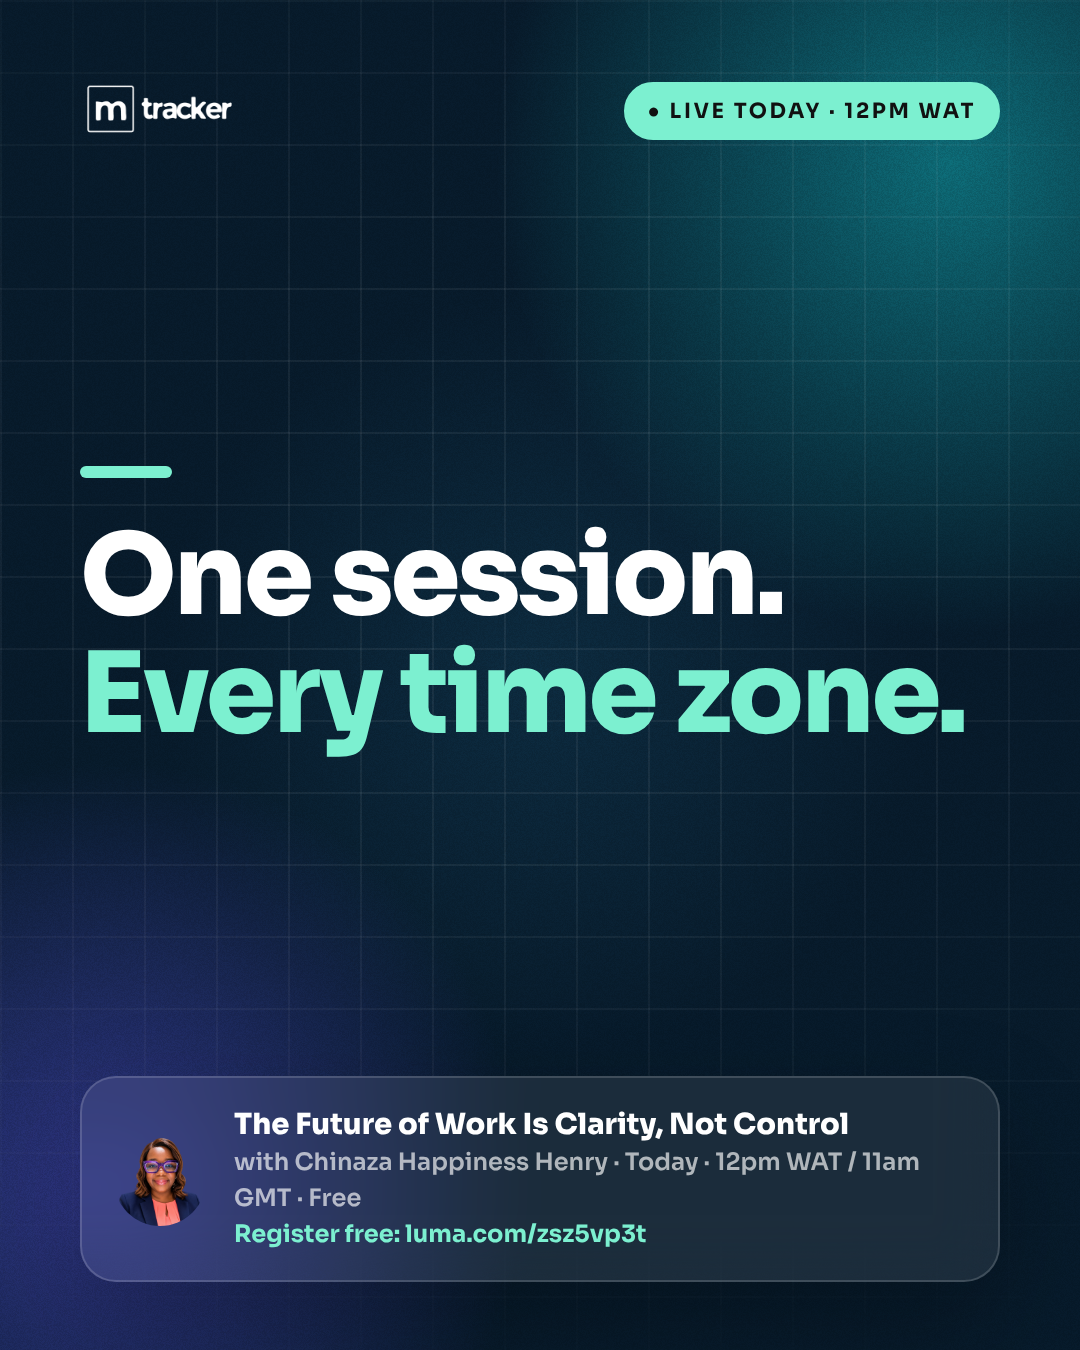 m tracker
• LIVE TODAY · 12PM WAT
One session.
Every time zone.
The Future of Work Is Clarity, Not Control
with Chinaza Happiness Henry · Today · 12pm WAT / 11am
GMT · Free
Register free: luma.com/zsz5vp3t